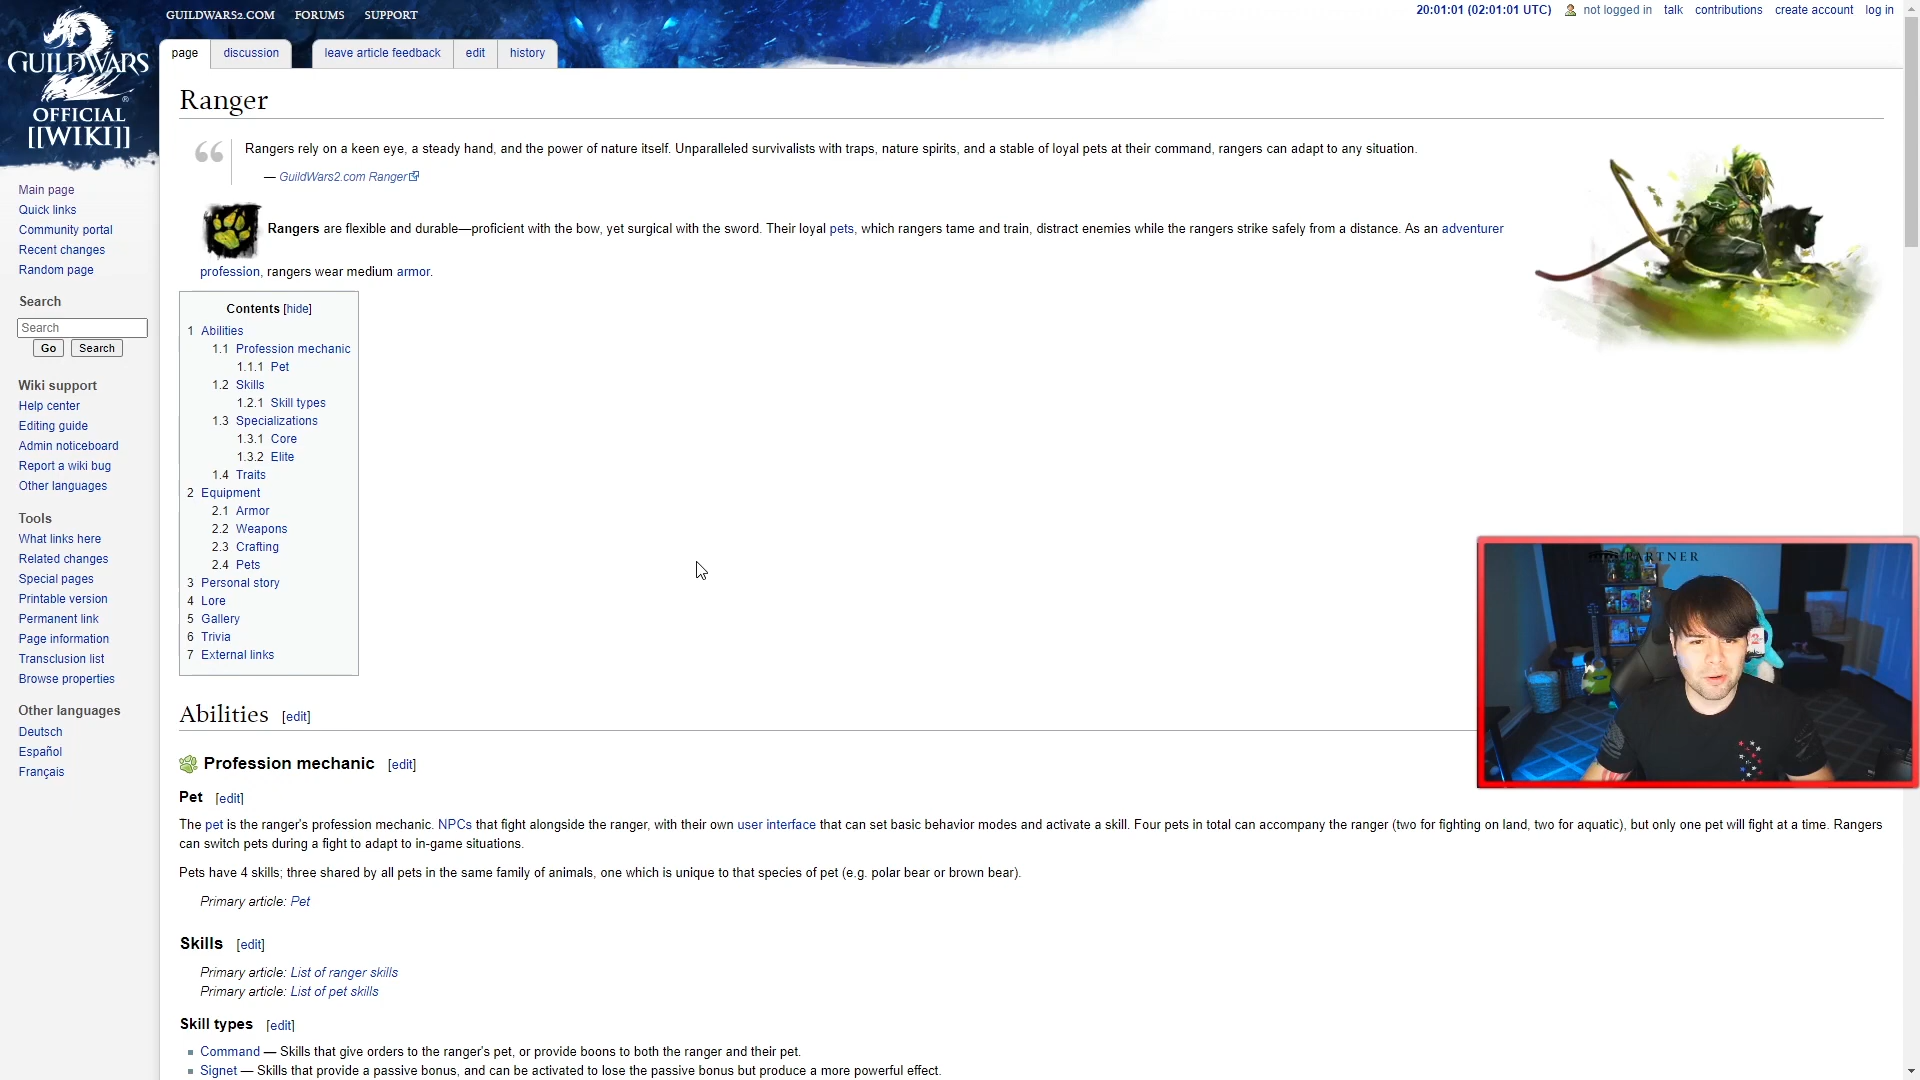 GUILDWARS2.COM FORUMS SUPPORT
20:01:01 (02:01:01 UTC) not logged in talk contributions create account log in
page discussion leave article feedback edit history
GUILDWARS
OFFICIAL
[[WIKI]]
Main page
Quick links
Community portal
Recent changes
Random page
Search
Search
Go Search
Wiki support
Help center
Editing guide
Admin noticeboard
Report a wiki bug
Other languages
Tools
What links here
Related changes
Special pages
Printable version
Permanent link
Page information
Transclusion list
Browse properties
Other languages
Deutsch
Español
Français
Ranger
“ Rangers rely on a keen eye, a steady hand, and the power of nature itself. Unparalleled survivalists with traps, nature spirits, and a stable of loyal pets at their command, rangers can adapt to any situation.
— GuildWars2.com Ranger
Rangers are flexible and durable—proficient with the bow, yet surgical with the sword. Their loyal pets, which rangers tame and train, distract enemies while the rangers strike safely from a distance. As an adventurer
profession, rangers wear medium armor.
Contents [hide]
1 Abilities
1.1 Profession mechanic
1.1.1 Pet
1.2 Skills
1.2.1 Skill types
1.3 Specializations
1.3.1 Core
1.3.2 Elite
1.4 Traits
2 Equipment
2.1 Armor
2.2 Weapons
2.3 Crafting
2.4 Pets
3 Personal story
4 Lore
5 Gallery
6 Trivia
7 External links
Abilities [edit]
Profession mechanic [edit]
Pet [edit]
The pet is the ranger's profession mechanic. NPCs that fight alongside the ranger, with their own user interface that can set basic behavior modes and activate a skill. Four pets in total can accompany the ranger (two for fighting on land, two for aquatic), but only one pet will fight at a time. Rangers
can switch pets during a fight to adapt to in-game situations.
Pets have 4 skills; three shared by all pets in the same family of animals, one which is unique to that species of pet (e.g. polar bear or brown bear).
Primary article: Pet
Skills [edit]
Primary article: List of ranger skills
Primary article: List of pet skills
Skill types [edit]
Command — Skills that give orders to the ranger's pet, or provide boons to both the ranger and their pet.
Signet — Skills that provide a passive bonus, and can be activated to lose the passive bonus but produce a more powerful effect.
PARTNER